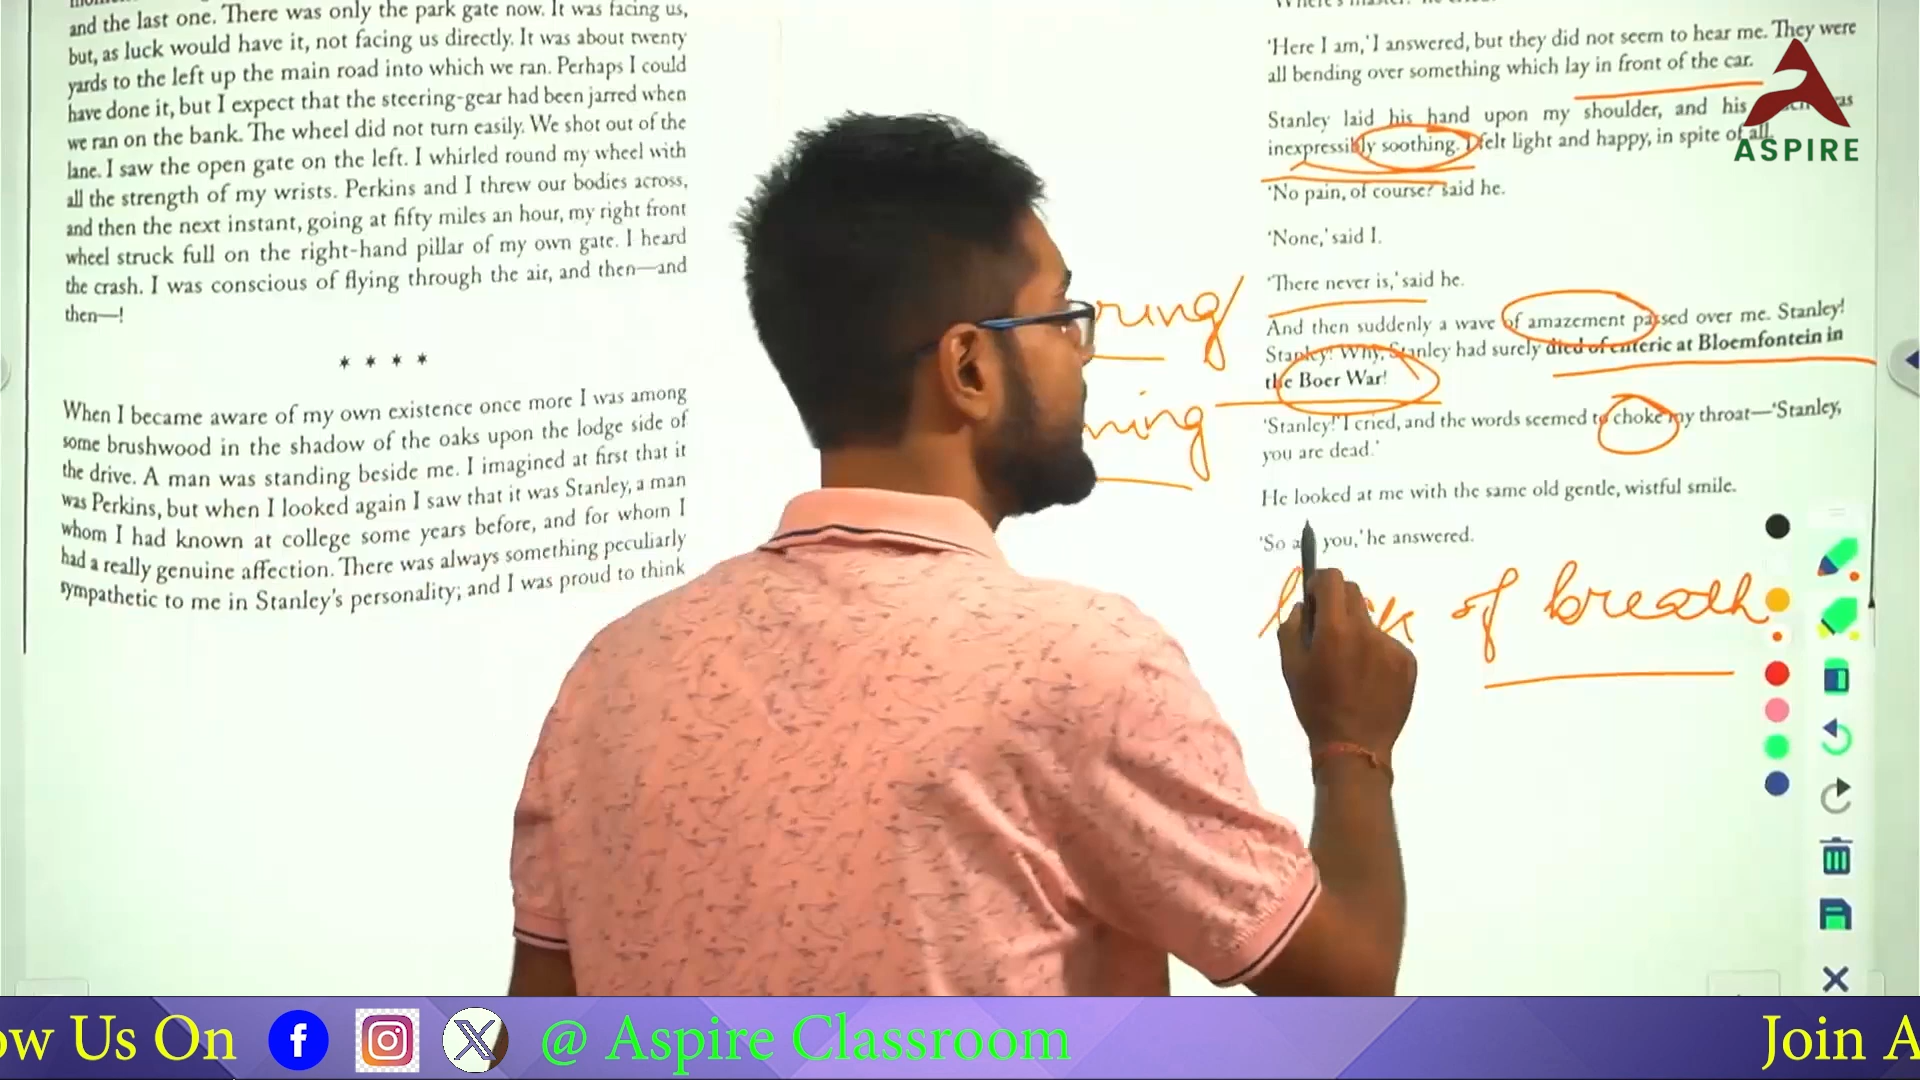 and the last one. There was only the park gate now. It was facing us,
but, as luck would have it, not facing us directly. It was about twenty
yards to the left up the main road into which we ran. Perhaps I could
have done it, but I expect that the steering-gear had been jarred when
we ran on the bank. The wheel did not turn easily. We shot out of the
lane. I saw the open gate on the left. I whirled round my wheel with
all the strength of my wrists. Perkins and I threw our bodies across,
and then the next instant, going at fifty miles an hour, my right front
wheel struck full on the right-hand pillar of my own gate. I heard
the crash. I was conscious of flying through the air, and then—and
then—!
* * * *
When I became aware of my own existence once more I was among
some brushwood in the shadow of the oaks upon the lodge side of
the drive. A man was standing beside me. I imagined at first that it
was Perkins, but when I looked again I saw that it was Stanley, a man
whom I had known at college some years before, and for whom I
had a really genuine affection. There was always something peculiarly
sympathetic to me in Stanley's personality; and I was proud to think
'Here I am,' I answered, but they did not seem to hear me. They were
all bending over something which lay in front of the car.
Stanley laid his hand upon my shoulder, and his
inexpressibly soothing. I felt light and happy, in spite of all.
'No pain, of course?' said he.
'None,' said I.
'There never is,' said he.
And then suddenly a wave of amazement passed over me. Stanley!
Stanley! Why, Stanley had surely died of enteric at Bloemfontein in
the Boer War!
'Stanley!' I cried, and the words seemed to choke my throat—'Stanley,
you are dead.'
He looked at me with the same old gentle, wistful smile.
'So you,' he answered.
of breath
ASPIRE
ow Us On
@ Aspire Classroom
Join A